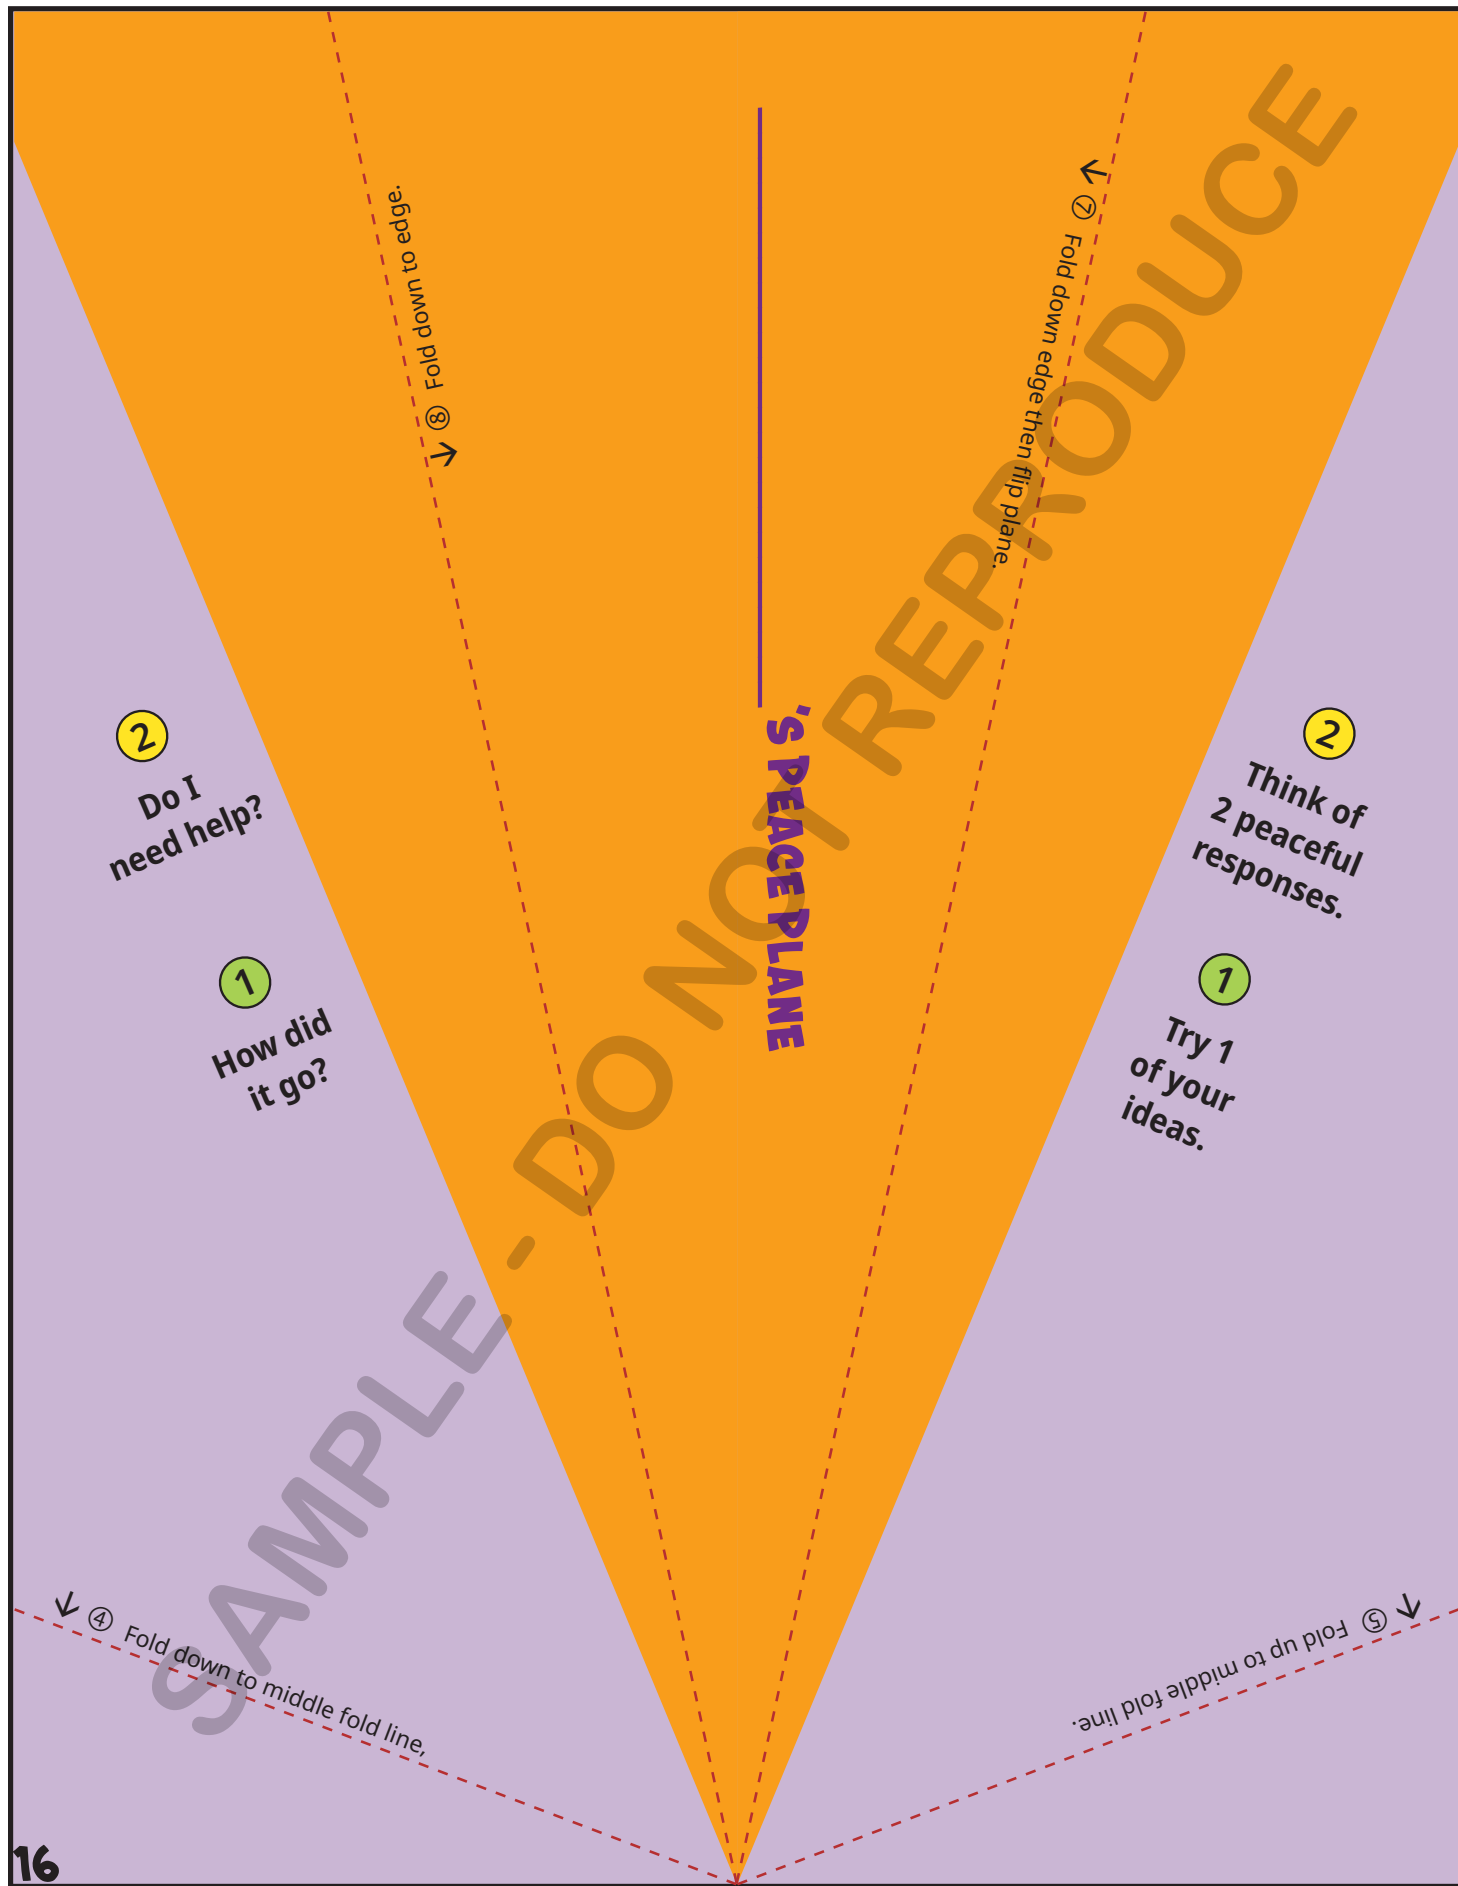 ⑧ Fold down to edge.
⑦ Fold down edge then flip plane.
'S PEACE PLANE
2
Do I
need help?
1
How did
it go?
2
Think of
2 peaceful
responses.
1
Try 1
of your
ideas.
④ Fold down to middle fold line,
⑤ Fold up to middle fold line.
SAMPLE - DO NOT REPRODUCE
16